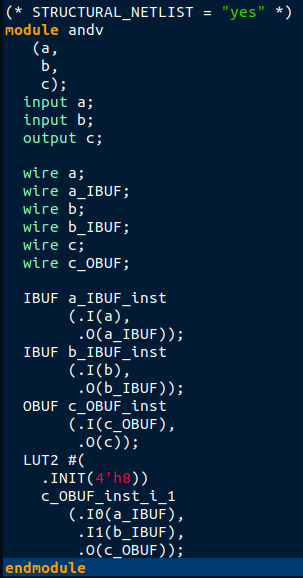 (* STRUCTURAL_NETLIST = "yes" *)
module andv
   (a,
    b,
    c);
  input a;
  input b;
  output c;

  wire a;
  wire a_IBUF;
  wire b;
  wire b_IBUF;
  wire c;
  wire c_OBUF;

  IBUF a_IBUF_inst
       (.I(a),
        .O(a_IBUF));
  IBUF b_IBUF_inst
       (.I(b),
        .O(b_IBUF));
  OBUF c_OBUF_inst
       (.I(c_OBUF),
        .O(c));
  LUT2 #(
    .INIT(4'h8))
    c_OBUF_inst_i_1
       (.I0(a_IBUF),
        .I1(b_IBUF),
        .O(c_OBUF));
endmodule